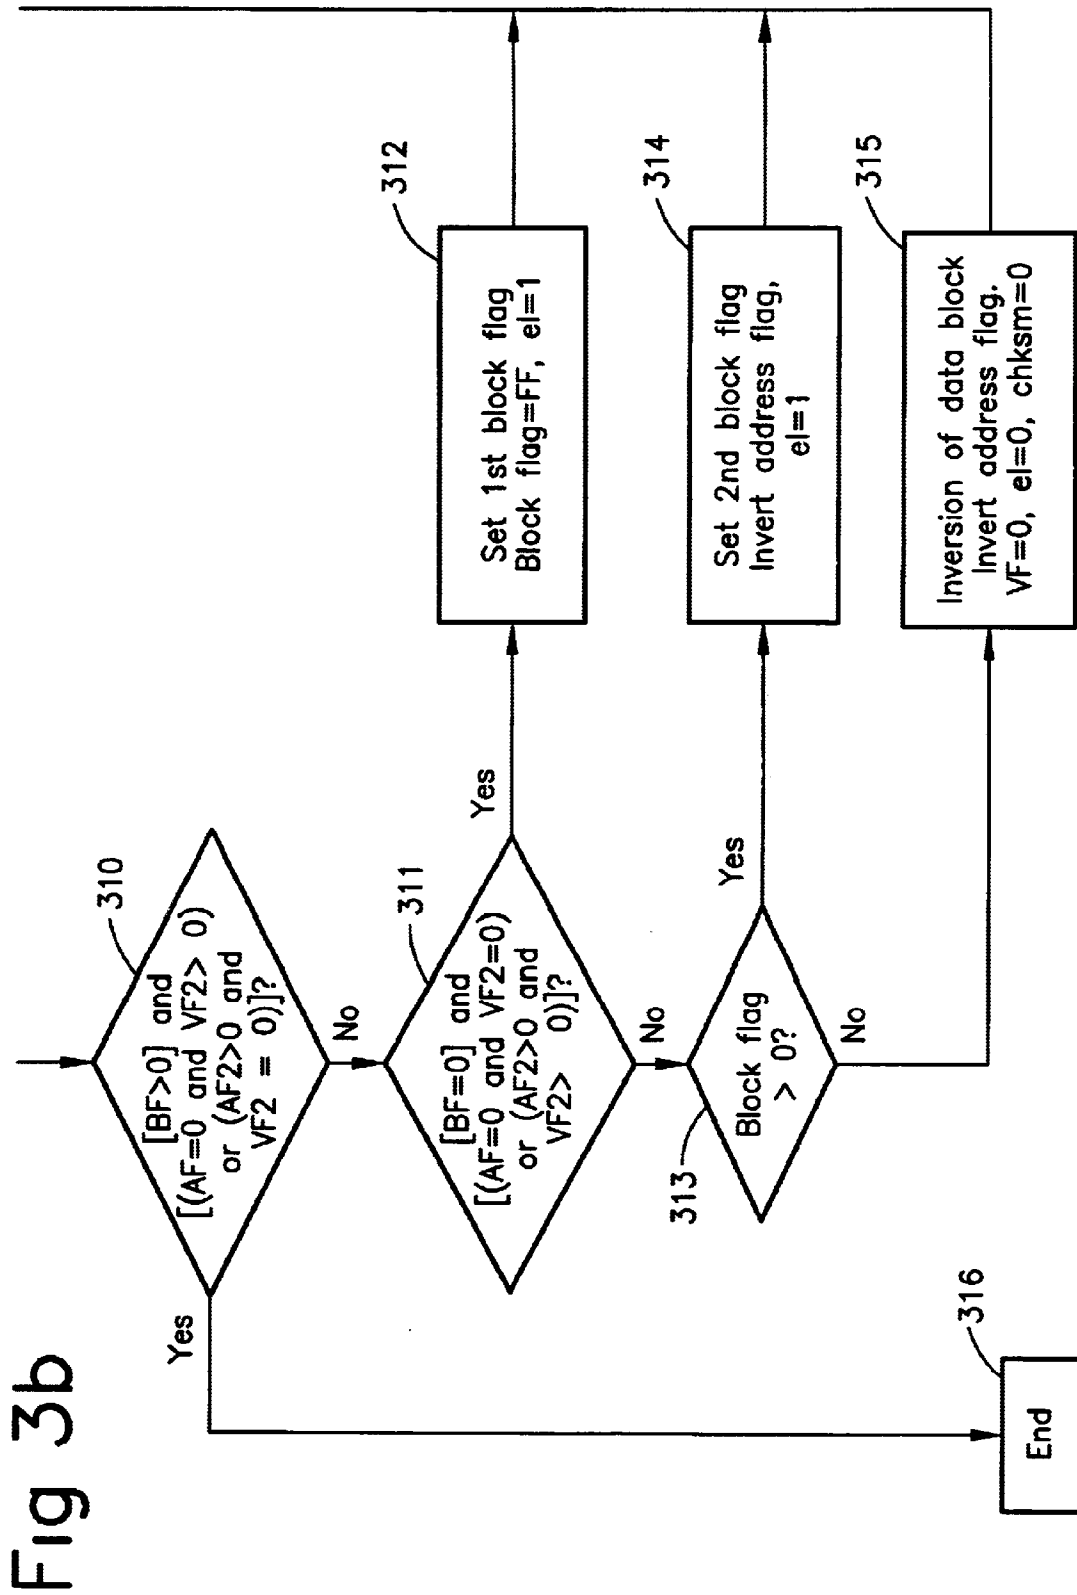 Fig 3b
310
[BF>0] and
[(AF=0 and VF2> 0)
or (AF2>0 and
VF2 = 0)]?
Yes
No
311
[BF=0] and
[(AF=0 and VF2=0)
or (AF2>0 and
VF2> 0)]?
Yes
No
312
Set 1st block flag
Block flag=FF, el=1
313
Block flag
> 0?
Yes
No
314
Set 2nd block flag
Invert address flag,
el=1
315
Inversion of data block
Invert address flag.
VF=0, el=0, chksm=0
316
End